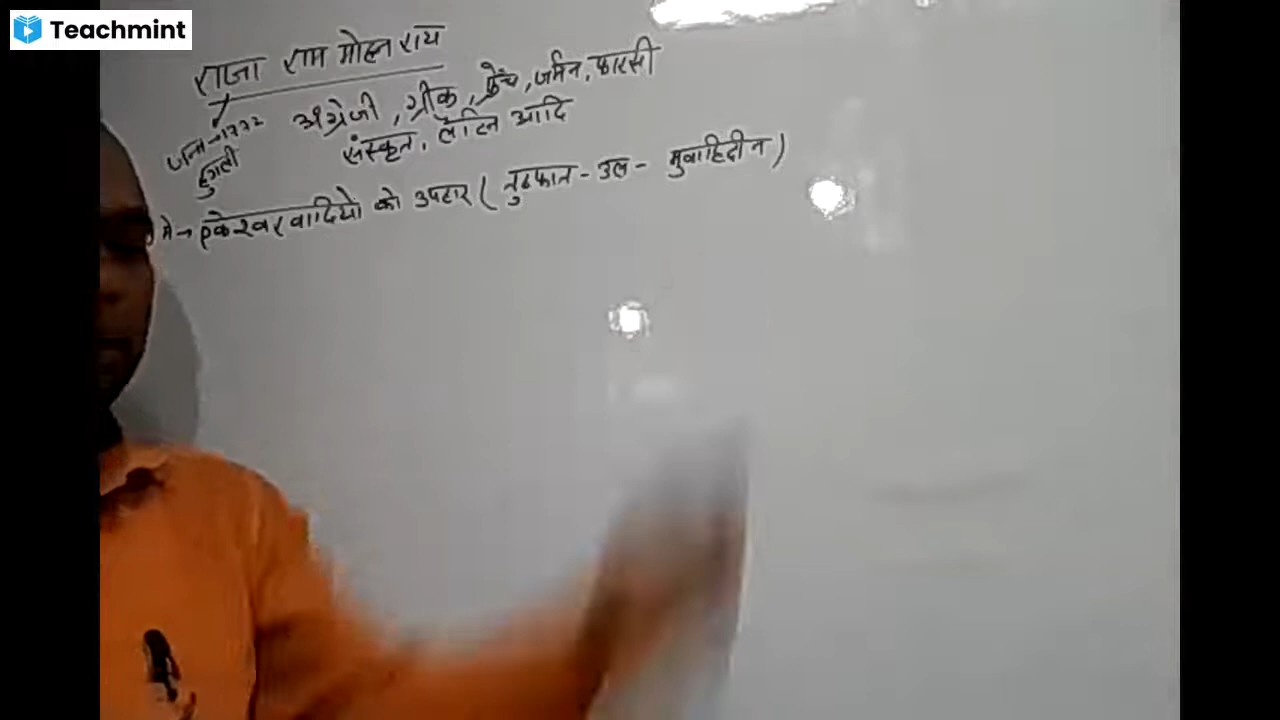 Teachmint
राजा राम मोहन राय
अंग्रेजी, ग्रीक, फ्रेंच, जर्मन, फारसी
संस्कृत, लैटिन आदि
जन्म → 1772
हुगली
में → एकेश्वरवादियो को उपहार ( तुहफात - उल - मुवाहिदीन )